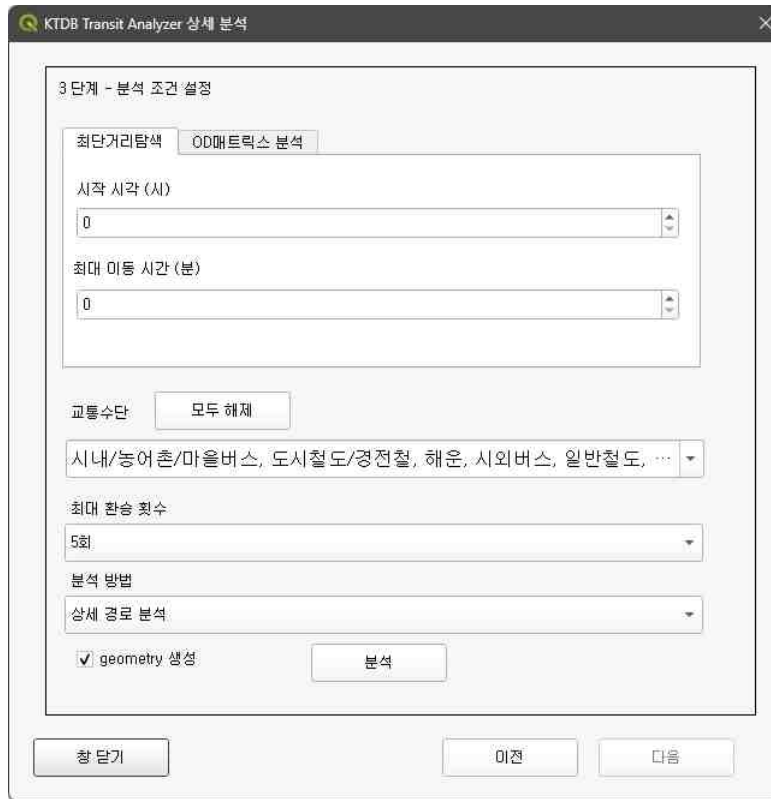 KTDB Transit Analyzer 상세 분석
3 단계 - 분석 조건 설정
최단거리탐색
OD매트릭스 분석
시작 시각 (시)
0
최대 이동 시간 (분)
0
교통수단
모두 해제
시내/농어촌/마을버스, 도시철도/경전철, 해운, 시외버스, 일반철도, ...
최대 환승 횟수
5회
분석 방법
상세 경로 분석
geometry 생성
분석
창 닫기
이전
다음